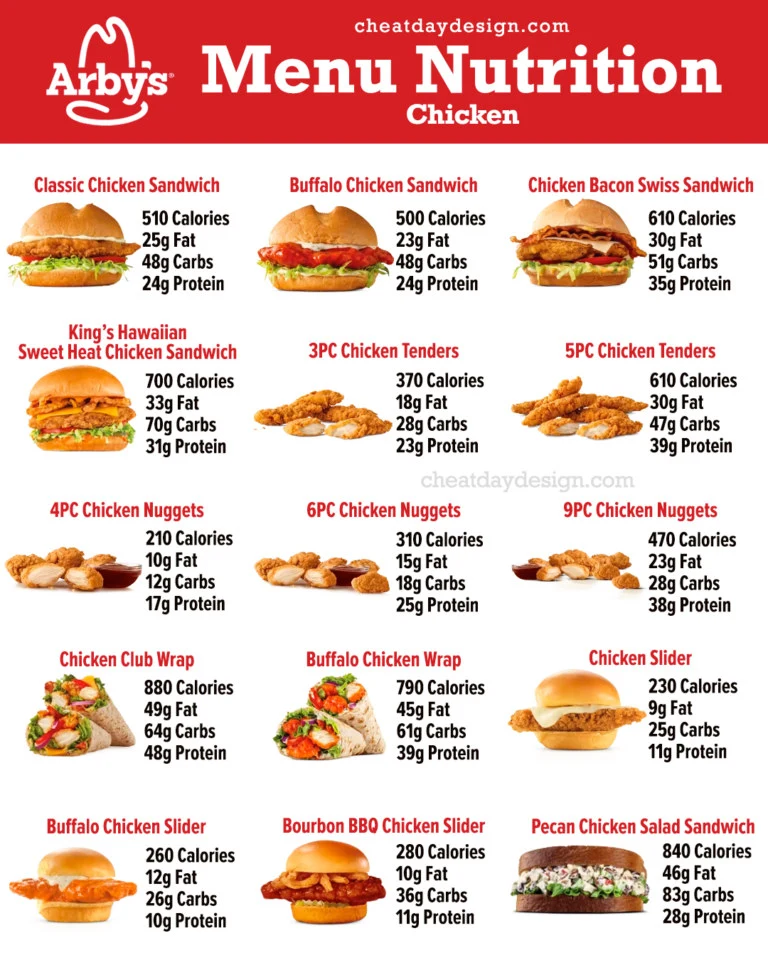 cheatdaydesign.com
Arby's®
Menu Nutrition
Chicken
Classic Chicken Sandwich
510 Calories
25g Fat
48g Carbs
24g Protein
Buffalo Chicken Sandwich
500 Calories
23g Fat
48g Carbs
24g Protein
Chicken Bacon Swiss Sandwich
610 Calories
30g Fat
51g Carbs
35g Protein
King's Hawaiian
Sweet Heat Chicken Sandwich
700 Calories
33g Fat
70g Carbs
31g Protein
3PC Chicken Tenders
370 Calories
18g Fat
28g Carbs
23g Protein
5PC Chicken Tenders
610 Calories
30g Fat
47g Carbs
39g Protein
cheatdaydesign.com
4PC Chicken Nuggets
210 Calories
10g Fat
12g Carbs
17g Protein
6PC Chicken Nuggets
310 Calories
15g Fat
18g Carbs
25g Protein
9PC Chicken Nuggets
470 Calories
23g Fat
28g Carbs
38g Protein
Chicken Club Wrap
880 Calories
49g Fat
64g Carbs
48g Protein
Buffalo Chicken Wrap
790 Calories
45g Fat
61g Carbs
39g Protein
Chicken Slider
230 Calories
9g Fat
25g Carbs
11g Protein
Buffalo Chicken Slider
260 Calories
12g Fat
26g Carbs
10g Protein
Bourbon BBQ Chicken Slider
280 Calories
10g Fat
36g Carbs
11g Protein
Pecan Chicken Salad Sandwich
840 Calories
46g Fat
83g Carbs
28g Protein